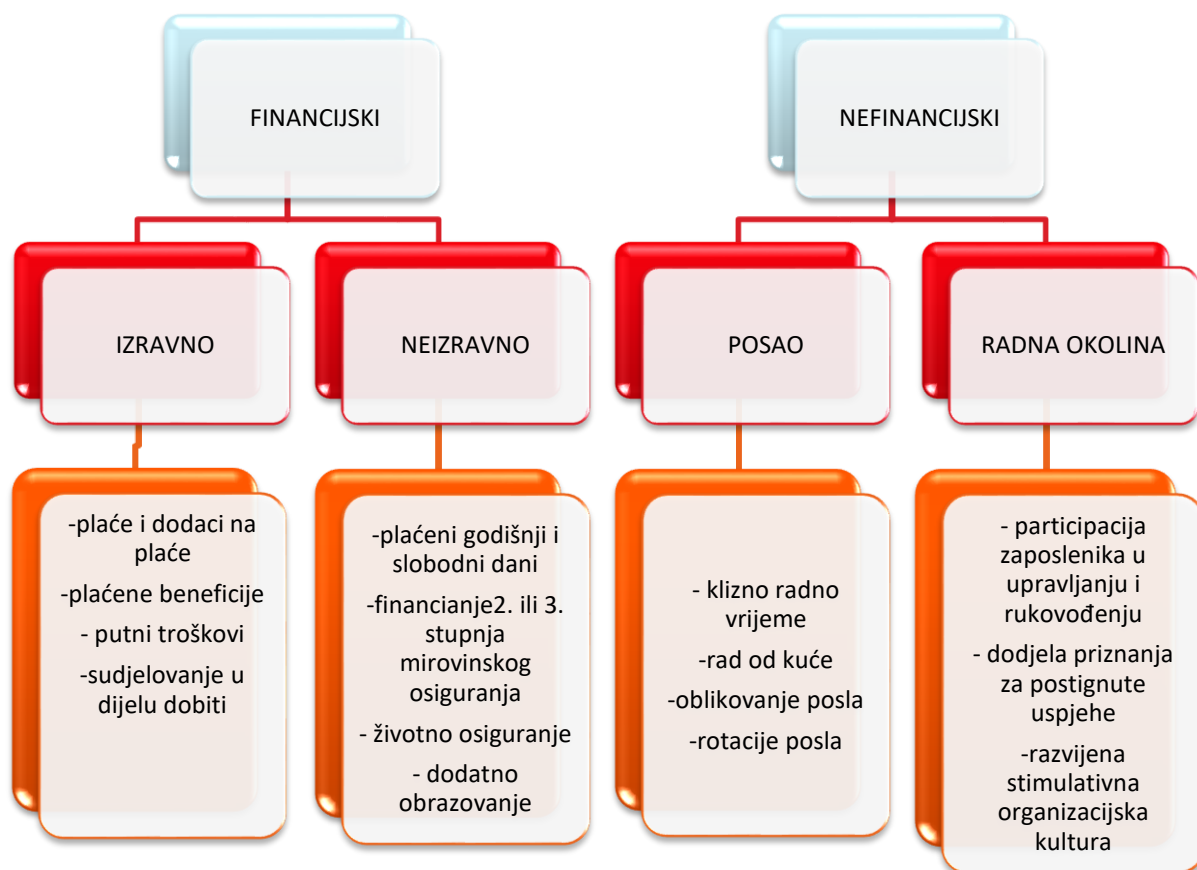 FINANCIJSKI
NEFINANCIJSKI
IZRAVNO
NEIZRAVNO
POSAO
RADNA OKOLINA
-plaće i dodaci na
plaće
-plaćene beneficije
- putni troškovi
-sudjelovanje u
dijelu dobiti
-plaćeni godišnji i
slobodni dani
-financianje2. ili 3.
stupnja
mirovinskog
osiguranja
- životno osiguranje
- dodatno
obrazovanje
- klizno radno
vrijeme
-rad od kuće
-oblikovanje posla
-rotacije posla
- participacija
zaposlenika u
upravljanju i
rukovođenju
- dodjela priznanja
za postignute
uspjehe
-razvijena
stimulativna
organizacijska
kultura